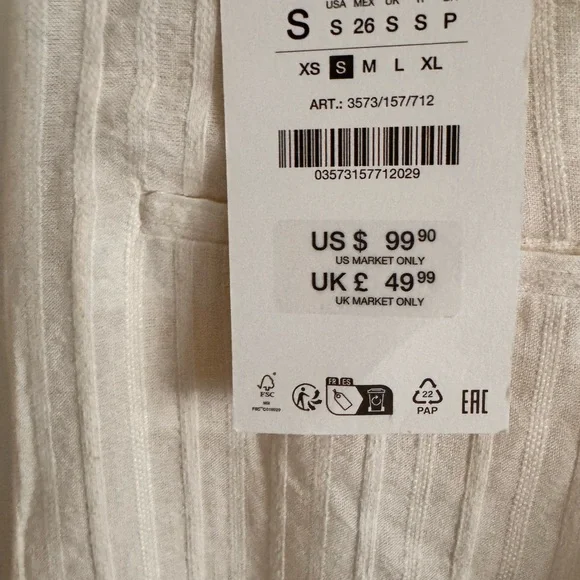 USA MEX UK
S S 26 S S P
XS S M L XL
ART.: 3573/157/712
03573157712029
US $ 99 90
US MARKET ONLY
UK £ 49 99
UK MARKET ONLY
FR ES
FSC
22
PAP
EAC